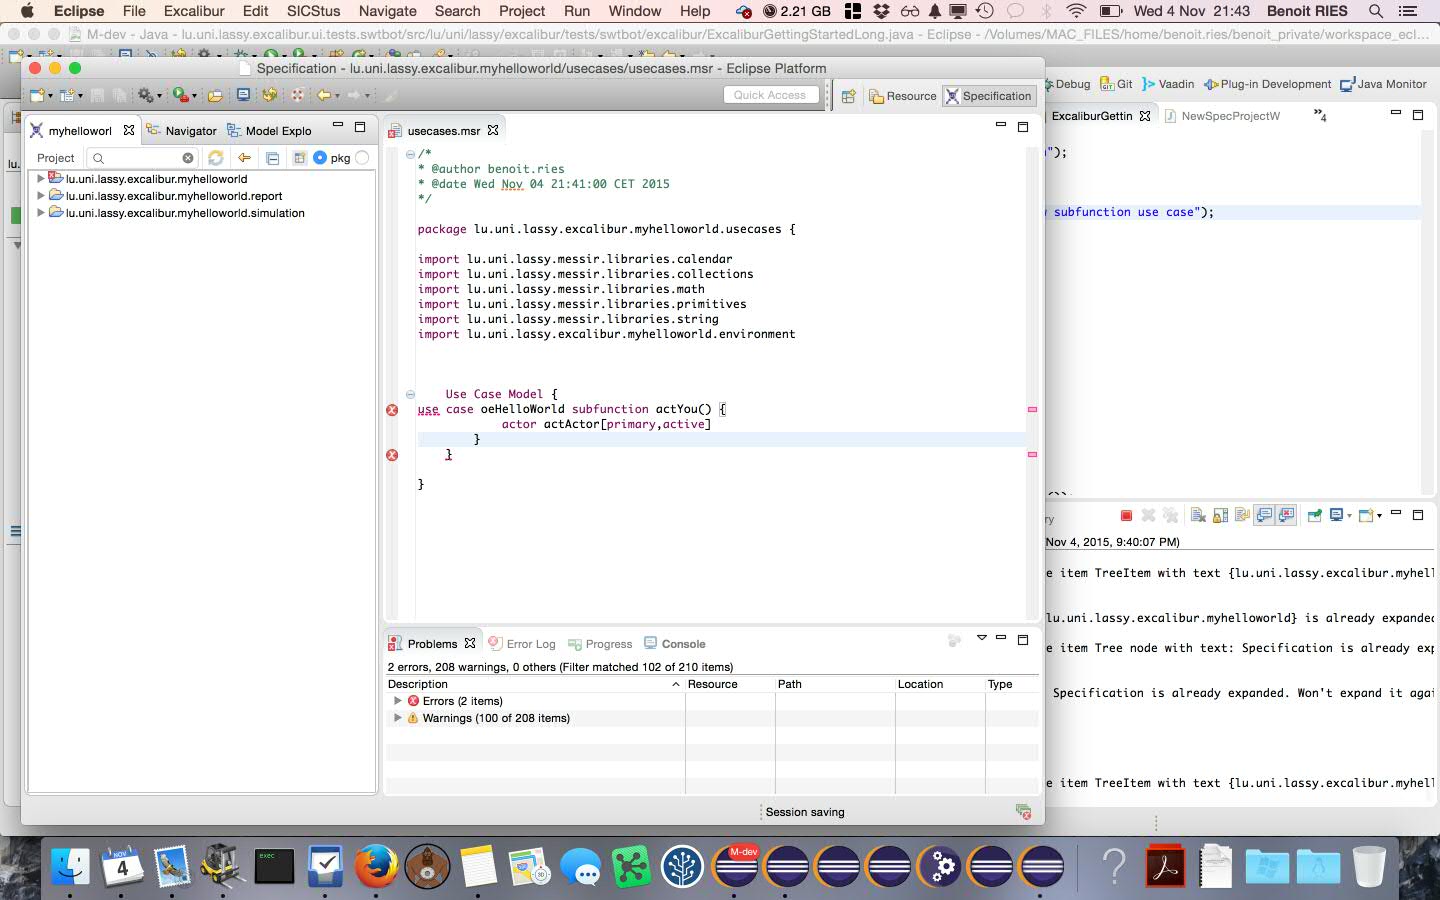 Eclipse File Excalibur Edit SICStus Navigate Search Project Run Window Help 2.21 GB Wed 4 Nov 21:43 Benoit RIES
M-dev - Java - lu.uni.lassy.excalibur.ui.tests.swtbot/src/lu/uni/lassy/excalibur/tests/swtbot/excalibur/ExcaliburGettingStartedLong.java - Eclipse - /Volumes/MAC_FILES/home/benoit.ries/benoit_private/workspace_ecl...
Specification - lu.uni.lassy.excalibur.myhelloworld/usecases/usecases.msr - Eclipse Platform
Quick Access Resource Specification
Debug Git Vaadin Plug-in Development Java Monitor
myhelloworl Navigator Model Explo
usecases.msr
ExcaliburGettin NewSpecProjectW »4
Project pkg
lu.uni.lassy.excalibur.myhelloworld
lu.uni.lassy.excalibur.myhelloworld.report
lu.uni.lassy.excalibur.myhelloworld.simulation
lu.
/*
* @author benoit.ries
* @date Wed Nov 04 21:41:00 CET 2015
*/
package lu.uni.lassy.excalibur.myhelloworld.usecases {
import lu.uni.lassy.messir.libraries.calendar
import lu.uni.lassy.messir.libraries.collections
import lu.uni.lassy.messir.libraries.math
import lu.uni.lassy.messir.libraries.primitives
import lu.uni.lassy.messir.libraries.string
import lu.uni.lassy.excalibur.myhelloworld.environment
Use Case Model {
use case oeHelloWorld subfunction actYou() {
actor actActor[primary,active]
}
}
}
");
subfunction use case");
Problems Error Log Progress Console
2 errors, 208 warnings, 0 others (Filter matched 102 of 210 items)
Description Resource Path Location Type
Errors (2 items)
Warnings (100 of 208 items)
Session saving
ry
(Nov 4, 2015, 9:40:07 PM)
e item TreeItem with text {lu.uni.lassy.excalibur.myhel
lu.uni.lassy.excalibur.myhelloworld} is already expanded
e item Tree node with text: Specification is already exp
Specification is already expanded. Won't expand it agai
e item TreeItem with text {lu.uni.lassy.excalibur.myhel
NOV
4
exec
M-dev
?